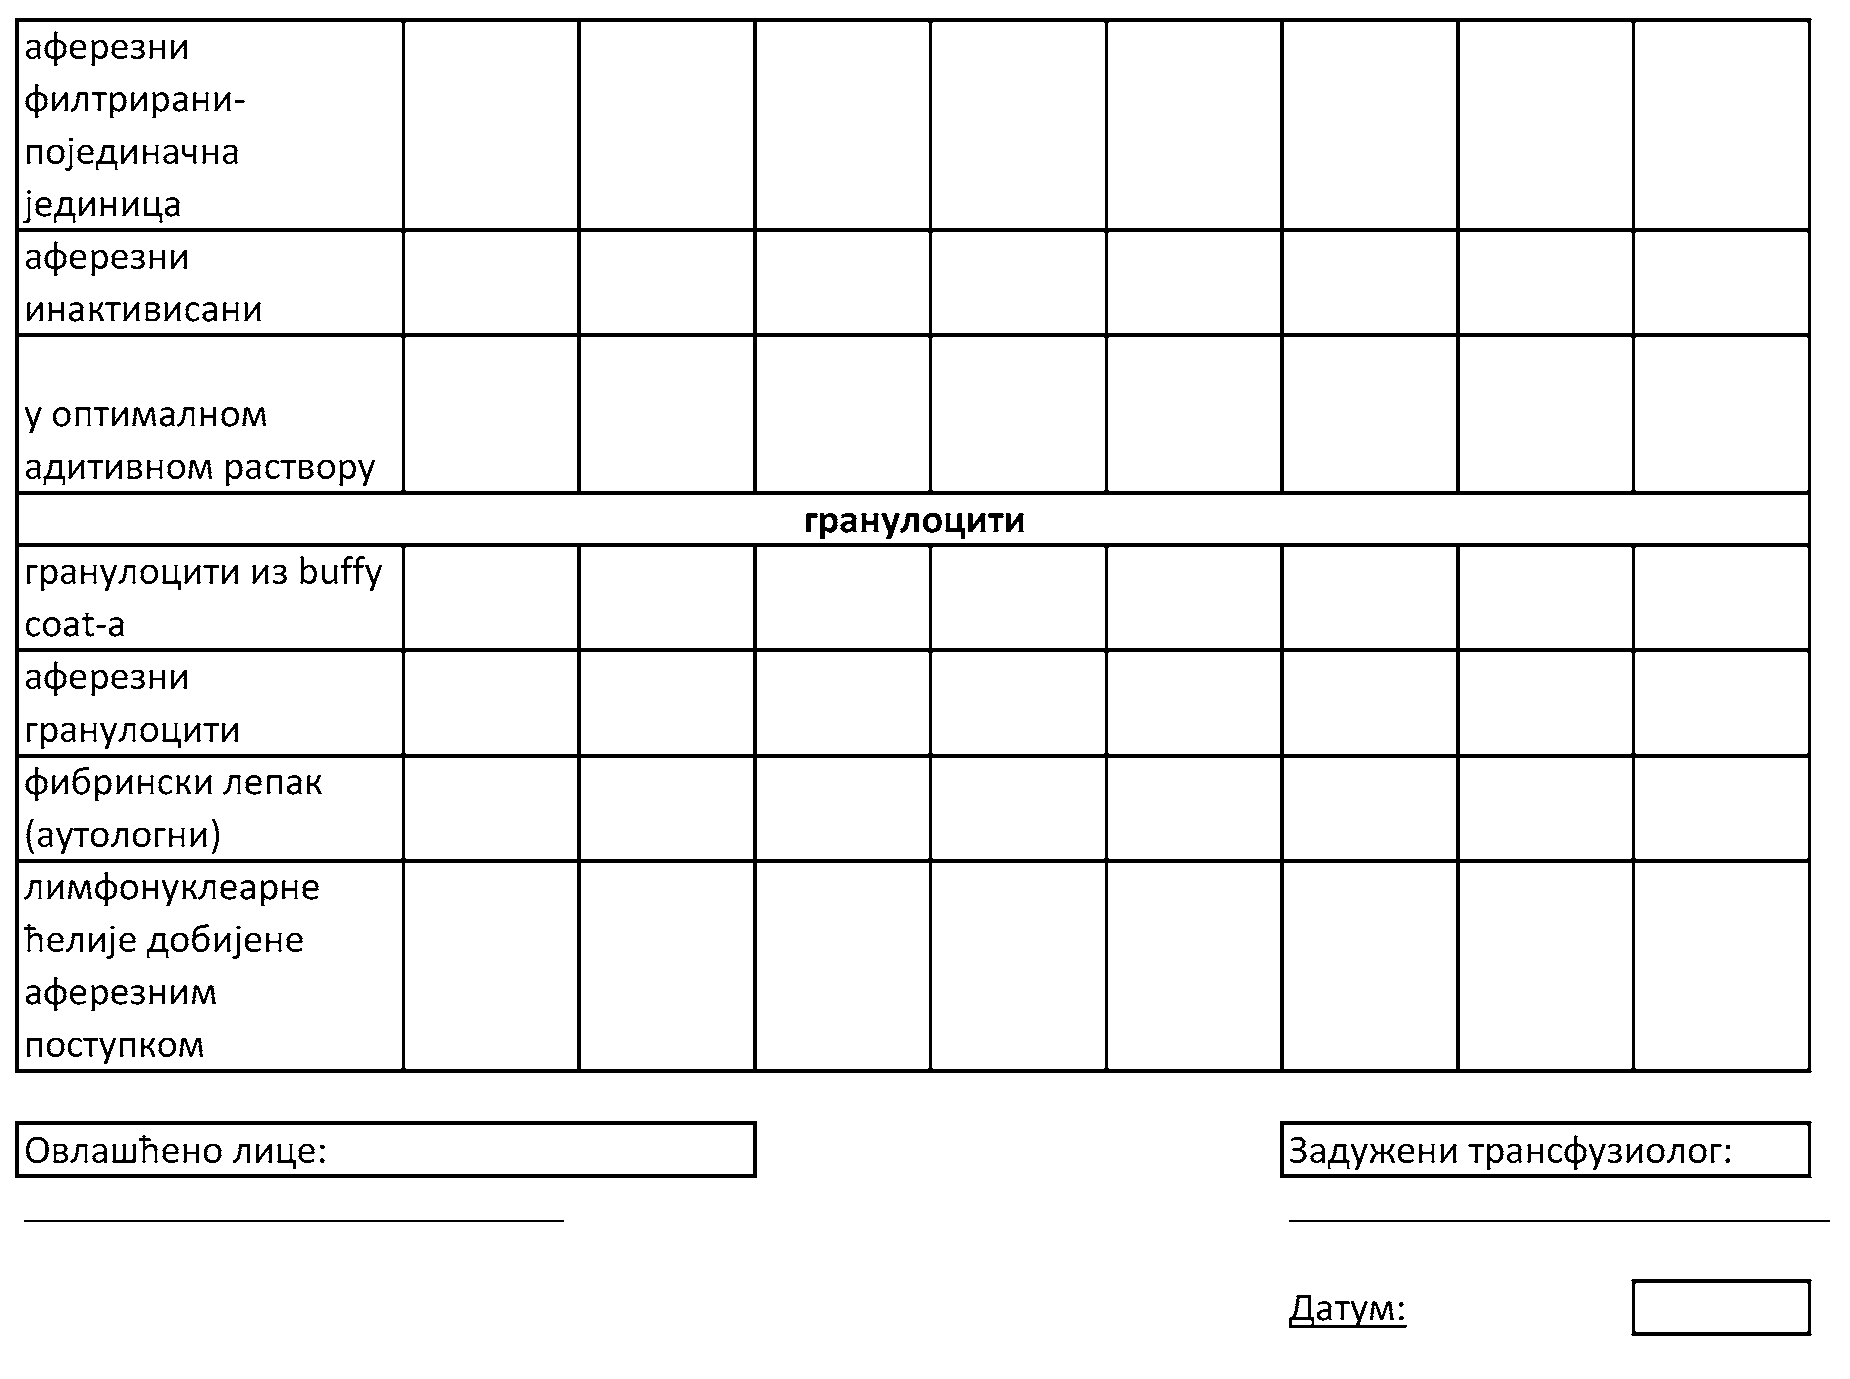 аферезни
филтрирани-
појединачна
јединица
аферезни
инактивисани
у оптималном
адитивном раствору
гранулоцити
гранулоцити из buffy
coat-а
аферезни
гранулоцити
фибрински лепак
(аутологни)
лимфонуклеарне
ћелије добијене
аферезним
поступком
Овлашћено лице:
Задужени трансфузиолог:
Датум: